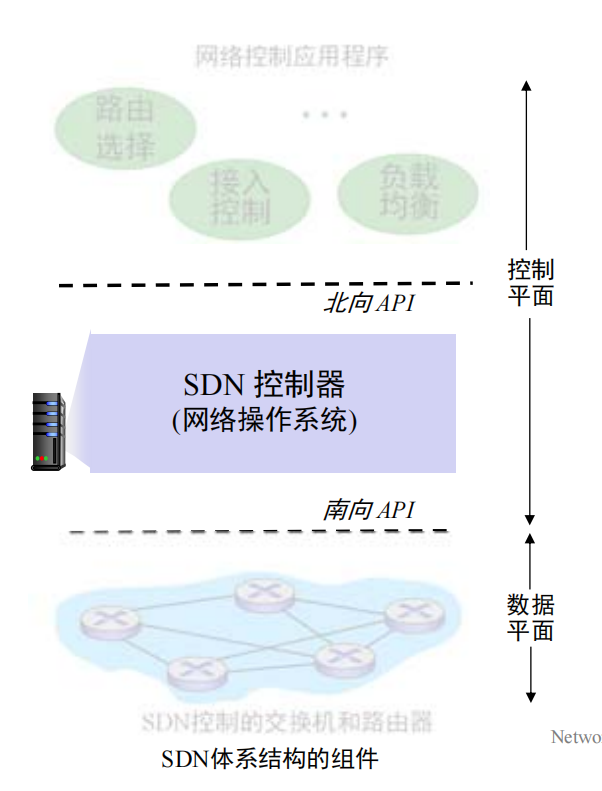 网络控制应用程序
路由
选择
...
接入
控制
负载
均衡
控制
平面
北向 API
SDN 控制器
(网络操作系统)
南向 API
数据
平面
SDN控制的交换机和路由器
SDN体系结构的组件
Netwo